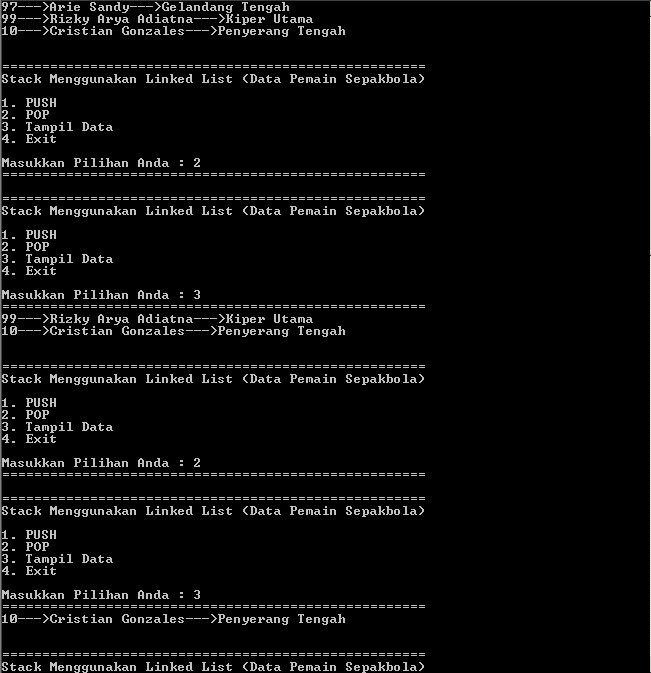 97--->Arie Sandy--->Gelandang Tengah
99--->Rizky Arya Adiatna--->Kiper Utama
10--->Cristian Gonzales--->Penyerang Tengah
=====================================================
Stack Menggunakan Linked List (Data Pemain Sepakbola)
1. PUSH
2. POP
3. Tampil Data
4. Exit
Masukkan Pilihan Anda : 2
=====================================================
=====================================================
Stack Menggunakan Linked List (Data Pemain Sepakbola)
1. PUSH
2. POP
3. Tampil Data
4. Exit
Masukkan Pilihan Anda : 3
=====================================================
99--->Rizky Arya Adiatna--->Kiper Utama
10--->Cristian Gonzales--->Penyerang Tengah
=====================================================
Stack Menggunakan Linked List (Data Pemain Sepakbola)
1. PUSH
2. POP
3. Tampil Data
4. Exit
Masukkan Pilihan Anda : 2
=====================================================
=====================================================
Stack Menggunakan Linked List (Data Pemain Sepakbola)
1. PUSH
2. POP
3. Tampil Data
4. Exit
Masukkan Pilihan Anda : 3
=====================================================
10--->Cristian Gonzales--->Penyerang Tengah
=====================================================
Stack Menggunakan Linked List (Data Pemain Sepakbola)